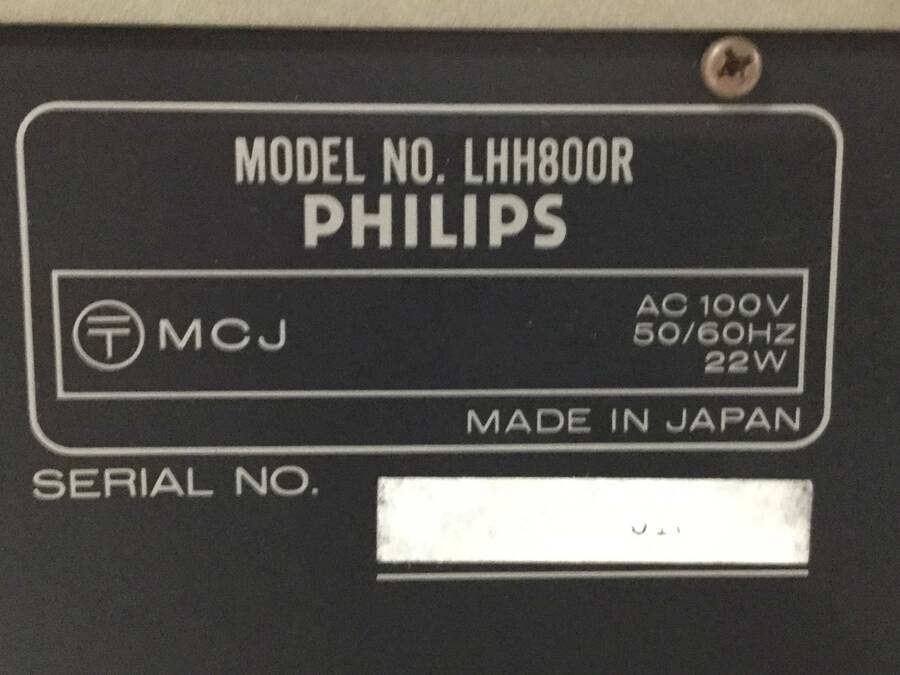 MODEL NO. LHH800R
PHILIPS
〒 MCJ
AC 100V
50/60HZ
22W
MADE IN JAPAN
SERIAL NO.